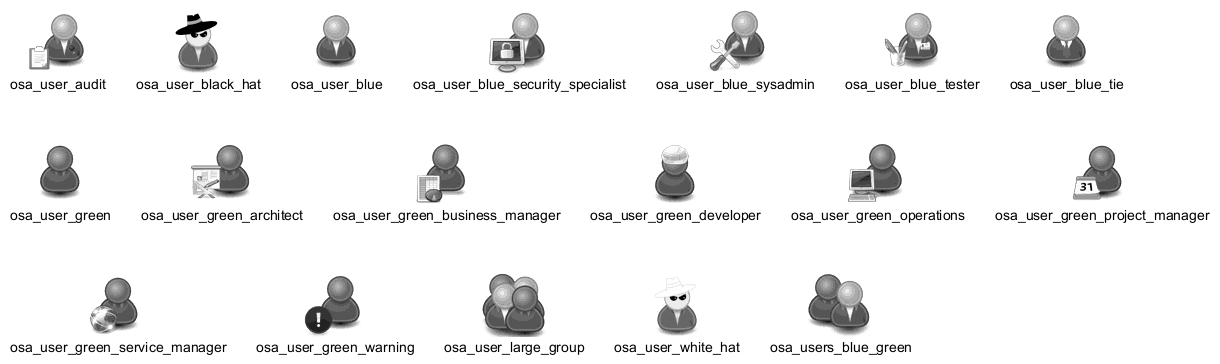 osa_user_audit osa_user_black_hat osa_user_blue osa_user_blue_security_specialist osa_user_blue_sysadmin osa_user_blue_tester osa_user_blue_tie
31
osa_user_green osa_user_green_architect osa_user_green_business_manager osa_user_green_developer osa_user_green_operations osa_user_green_project_manager
!
osa_user_green_service_manager osa_user_green_warning osa_user_large_group osa_user_white_hat osa_users_blue_green